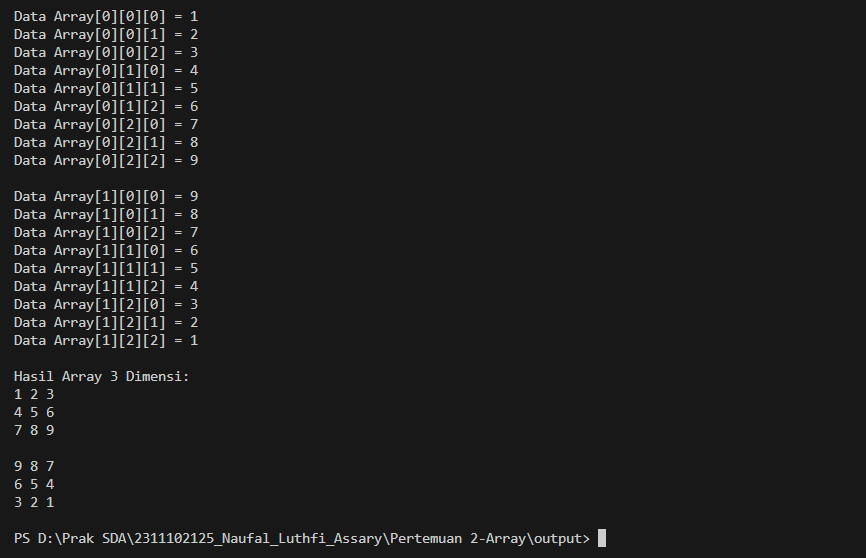 Data Array[0][0][0] = 1
Data Array[0][0][1] = 2
Data Array[0][0][2] = 3
Data Array[0][1][0] = 4
Data Array[0][1][1] = 5
Data Array[0][1][2] = 6
Data Array[0][2][0] = 7
Data Array[0][2][1] = 8
Data Array[0][2][2] = 9
Data Array[1][0][0] = 9
Data Array[1][0][1] = 8
Data Array[1][0][2] = 7
Data Array[1][1][0] = 6
Data Array[1][1][1] = 5
Data Array[1][1][2] = 4
Data Array[1][2][0] = 3
Data Array[1][2][1] = 2
Data Array[1][2][2] = 1
Hasil Array 3 Dimensi:
1 2 3
4 5 6
7 8 9
9 8 7
6 5 4
3 2 1
PS D:\Prak SDA\2311102125_Naufal_Luthfi_Assary\Pertemuan 2-Array\output>